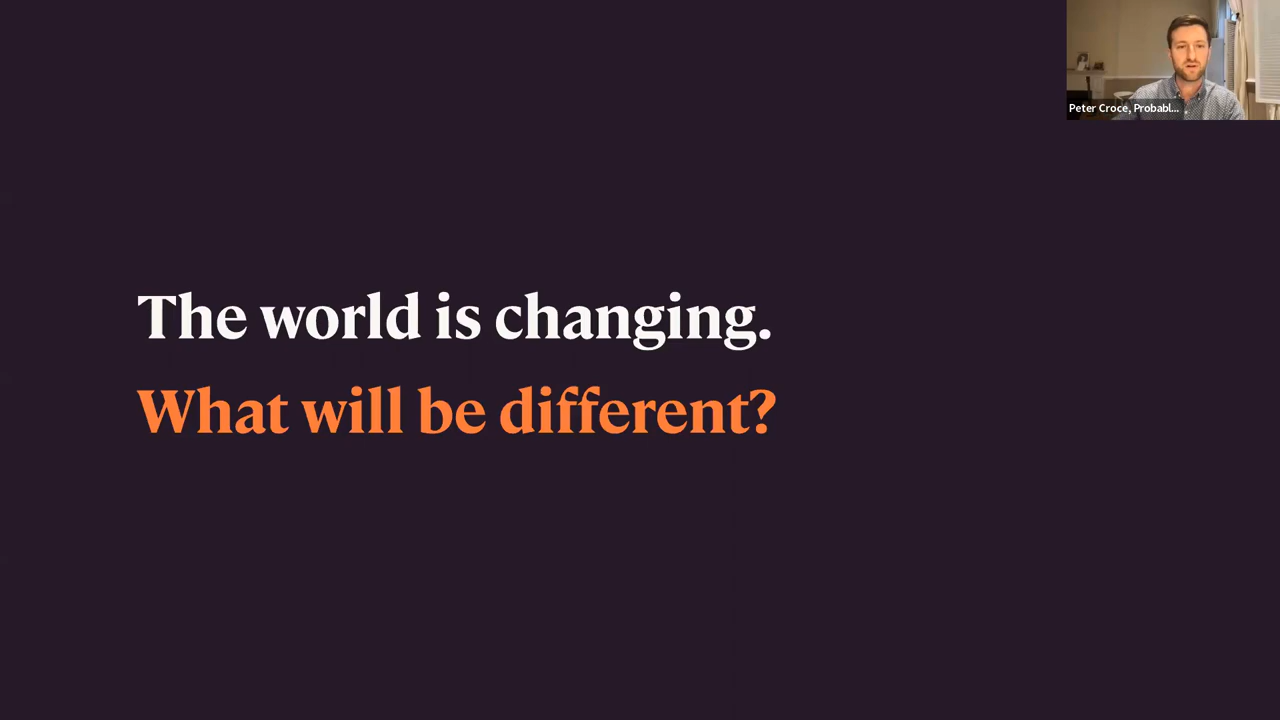 Peter Croce, Probabl...
The world is changing.
What will be different?